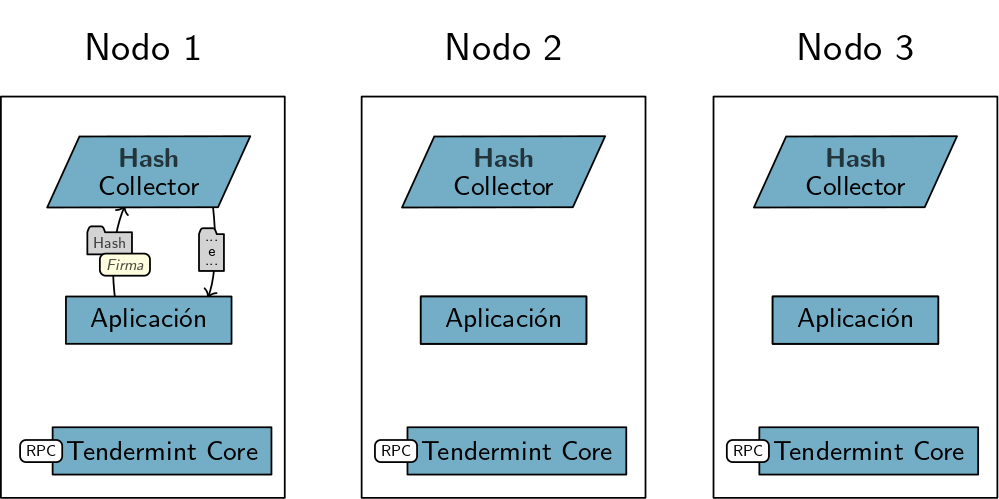 Nodo 1
Nodo 2
Nodo 3
Hash
Collector
Hash
Collector
Hash
Collector
Hash
Firma
...
e
...
Aplicación
Aplicación
Aplicación
RPC
Tendermint Core
RPC
Tendermint Core
RPC
Tendermint Core